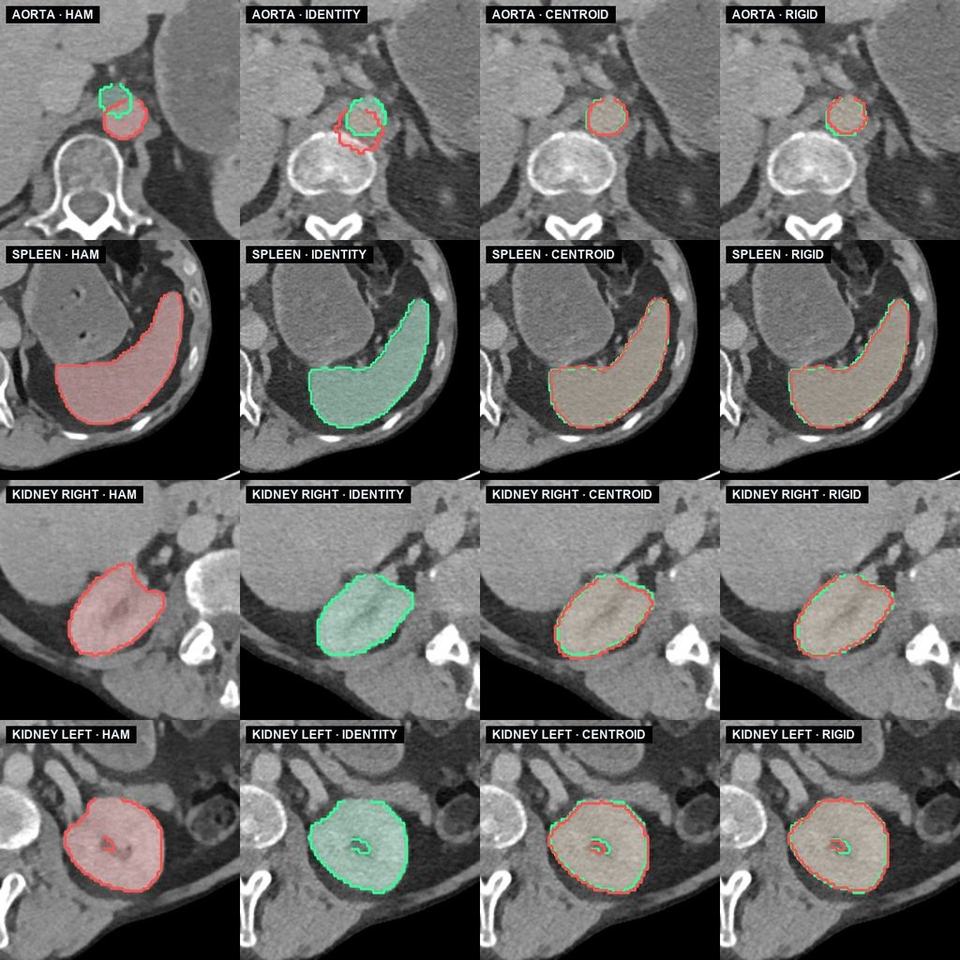 AORTA · HAM
AORTA · IDENTITY
AORTA · CENTROID
AORTA · RIGID
SPLEEN · HAM
SPLEEN · IDENTITY
SPLEEN · CENTROID
SPLEEN · RIGID
KIDNEY RIGHT · HAM
KIDNEY RIGHT · IDENTITY
KIDNEY RIGHT · CENTROID
KIDNEY RIGHT · RIGID
KIDNEY LEFT · HAM
KIDNEY LEFT · IDENTITY
KIDNEY LEFT · CENTROID
KIDNEY LEFT · RIGID